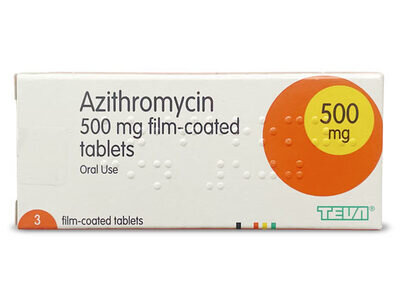 Azithromycin
500 mg film-coated
tablets
Oral Use
500
mg
3 film-coated tablets
TEVA®